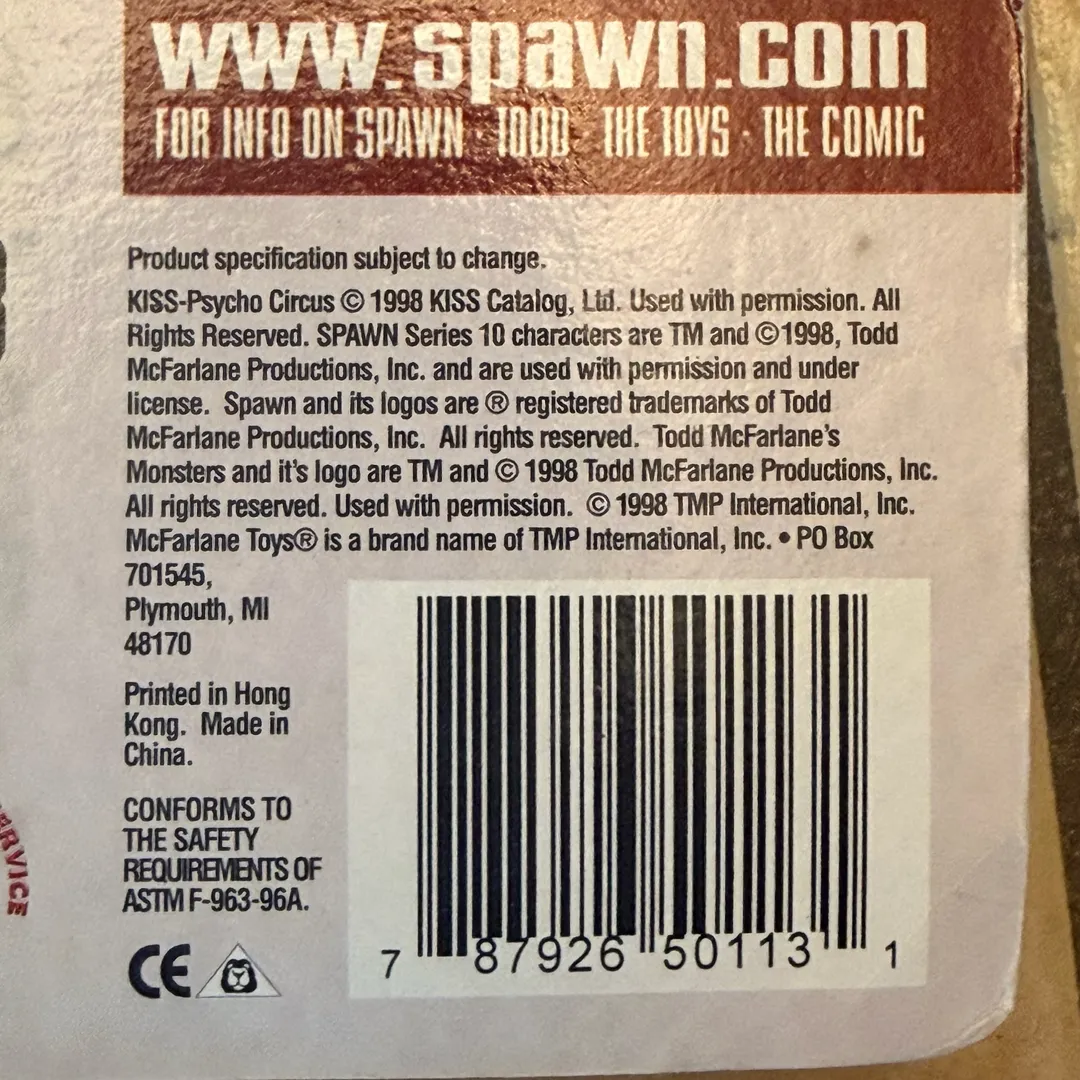 www.spawn.com
FOR INFO ON SPAWN TODD THE TOYS · THE COMIC
Product specification subject to change.
KISS-Psycho Circus © 1998 KISS Catalog, Ltd. Used with permission. All
Rights Reserved. SPAWN Series 10 characters are TM and ©1998, Todd
McFarlane Productions, Inc. and are used with permission and under
license. Spawn and its logos are ® registered trademarks of Todd
McFarlane Productions, Inc. All rights reserved. Todd McFarlane's
Monsters and it's logo are TM and © 1998 Todd McFarlane Productions, Inc.
All rights reserved. Used with permission. © 1998 TMP International, Inc.
McFarlane Toys® is a brand name of TMP International, Inc. • PO Box
701545,
Plymouth, MI
48170
Printed in Hong
Kong. Made in
China.
CONFORMS TO
THE SAFETY
REQUIREMENTS OF
ASTM F-963-96A.
CE
7 87926 50113 1